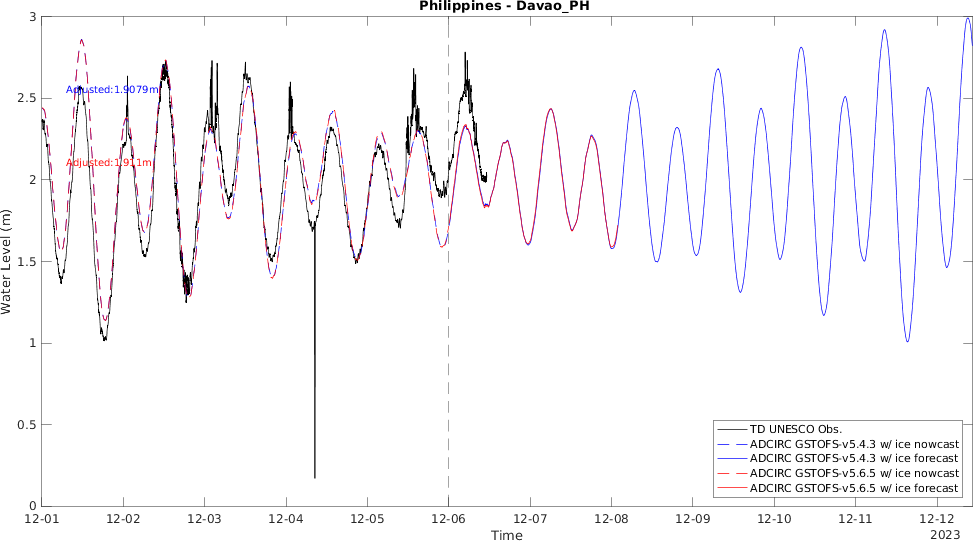 Philippines - Davao_PH
3
2.5
2
1.5
1
0.5
0
Water Level (m)
Adjusted:1.9079m
Adjusted:1.911m
TD UNESCO Obs.
ADCIRC GSTOFS-v5.4.3 w/ ice nowcast
ADCIRC GSTOFS-v5.4.3 w/ ice forecast
ADCIRC GSTOFS-v5.6.5 w/ ice nowcast
ADCIRC GSTOFS-v5.6.5 w/ ice forecast
12-01 12-02 12-03 12-04 12-05 12-06 12-07 12-08 12-09 12-10 12-11 12-12
Time
2023